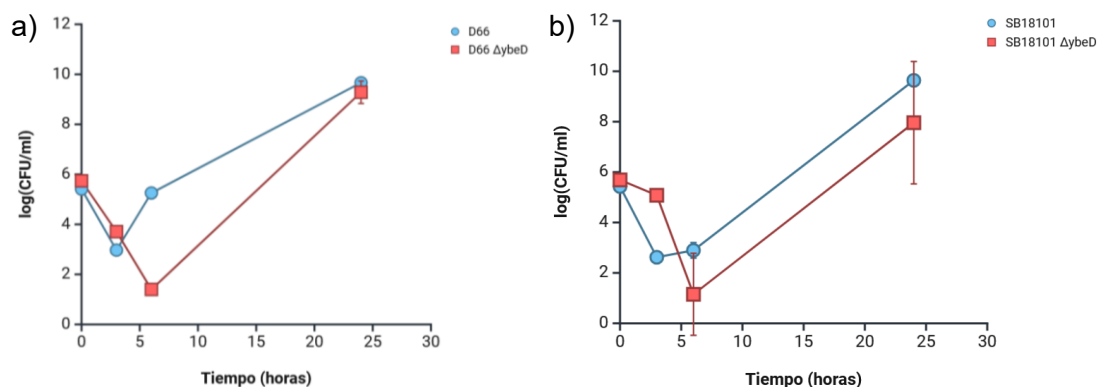 a)
12
10
8
6
4
2
0
log(CFU/ml)
0 5 10 15 20 25 30
Tiempo (horas)
D66
D66 ΔybeD
b)
12
10
8
6
4
2
0
log(CFU/ml)
0 5 10 15 20 25 30
Tiempo (horas)
SB18101
SB18101 ΔybeD